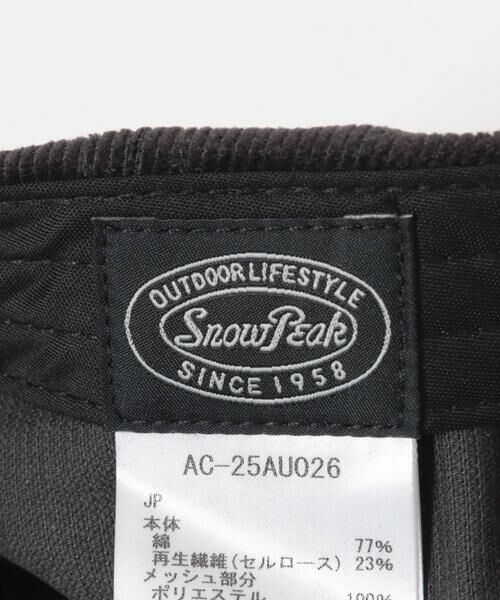 OUTDOOR LIFESTYLE
Snow Peak
SINCE 1958
AC-25AU026
JP
本体
綿 77%
再生繊維(セルロース) 23%
メッシュ部分
ポリエステル 100%